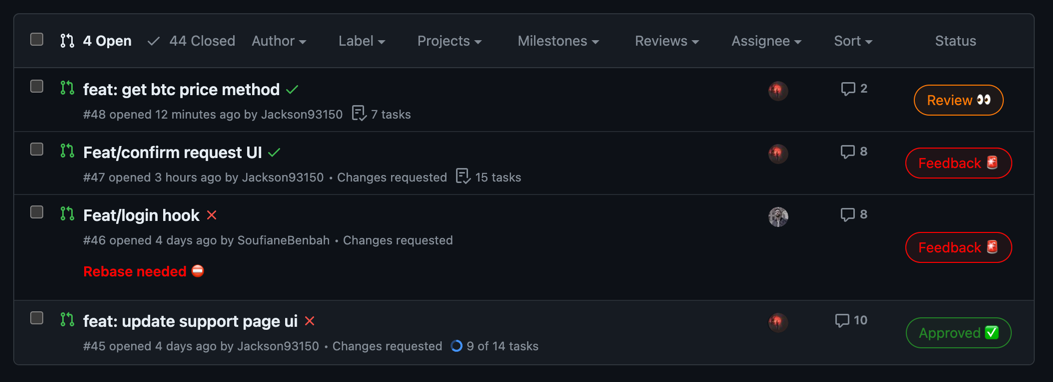 4 Open 44 Closed Author Label Projects Milestones Reviews Assignee Sort Status
feat: get btc price method 2 Review 👀
#48 opened 12 minutes ago by Jackson93150 7 tasks
Feat/confirm request UI 8 Feedback 🚨
#47 opened 3 hours ago by Jackson93150 • Changes requested 15 tasks
Feat/login hook 8
#46 opened 4 days ago by SoufianeBenbah • Changes requested Feedback 🚨
Rebase needed ⛔
feat: update support page ui 10 Approved ✅
#45 opened 4 days ago by Jackson93150 • Changes requested 9 of 14 tasks